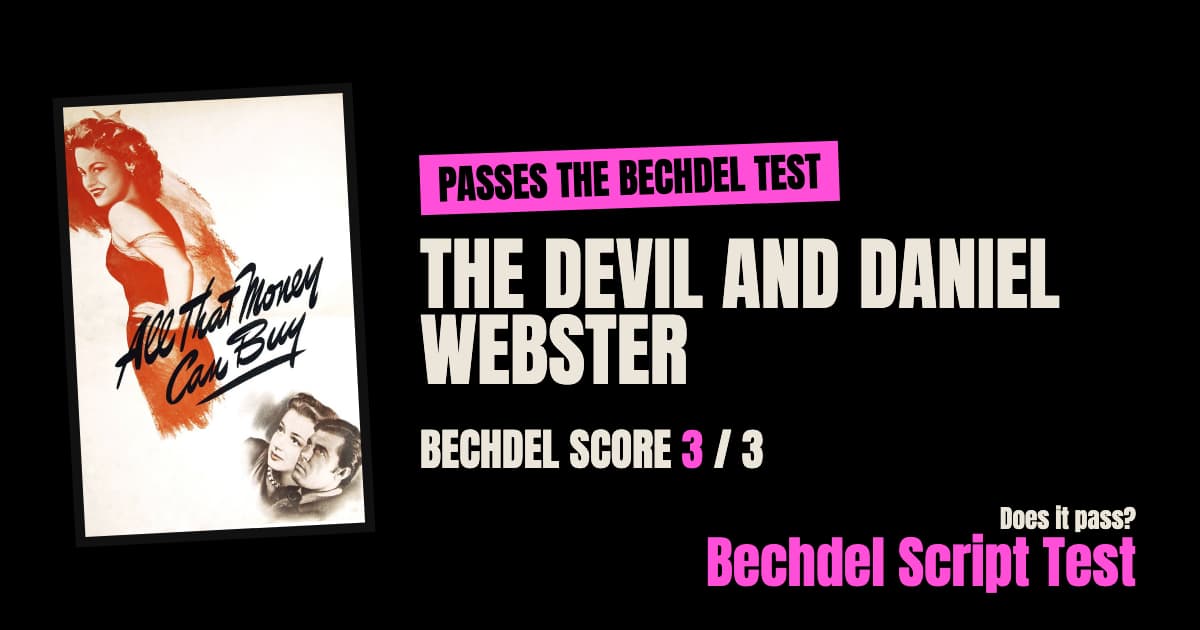 All That Money
Can Buy
PASSES THE BECHDEL TEST
THE DEVIL AND DANIEL
WEBSTER
BECHDEL SCORE 3 / 3
Does it pass?
Bechdel Script Test